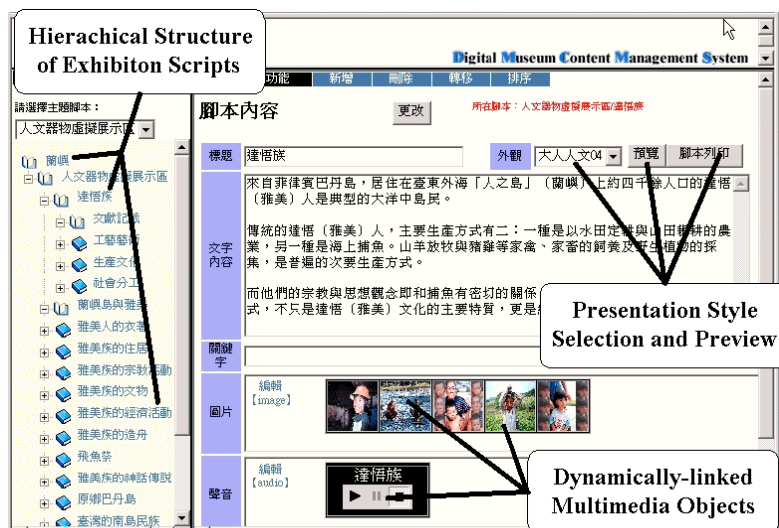 Hierachical Structure
of Exhibiton Scripts
Digital Museum Content Management System
功能 新增 刪除 轉移 排序
請選擇主題腳本：
人文器物虛擬展示區
蘭嶼
人文器物虛擬展示區
達悟族
文獻記載
工藝藝術
生產文化
社會分工
蘭嶼島與雅美
雅美人的衣著
雅美族的住居
雅美族的宗教活動
雅美族的文物
雅美族的經濟活動
雅美族的造舟
飛魚祭
雅美族的神話傳說
原鄉巴丹島
臺灣的南島民族
腳本內容 更改 所在腳本：人文器物虛擬展示區/達悟族
標題 達悟族 外觀 大人人文04 預覽 腳本列印
文字
內容
來自菲律賓巴丹島，居住在臺東外海「人之島」（蘭嶼）上約四千餘人口的達悟
（雅美）人是典型的大洋中島民。
傳統的達悟（雅美）人，主要生產方式有二：一種是以水田定耕與山田輪耕的農
業，另一種是海上捕魚。山羊放牧與豬雞等家禽、家畜的飼養及野生植物的採
集，是普遍的次要生產方式。
而他們的宗教與思想觀念即和捕魚有密切的關係
式，不只是達悟（雅美）文化的主要特質，更是
Presentation Style
Selection and Preview
關鍵
字
圖片 編輯
【image】
聲音 編輯
【audio】
達悟族
Dynamically-linked
Multimedia Objects